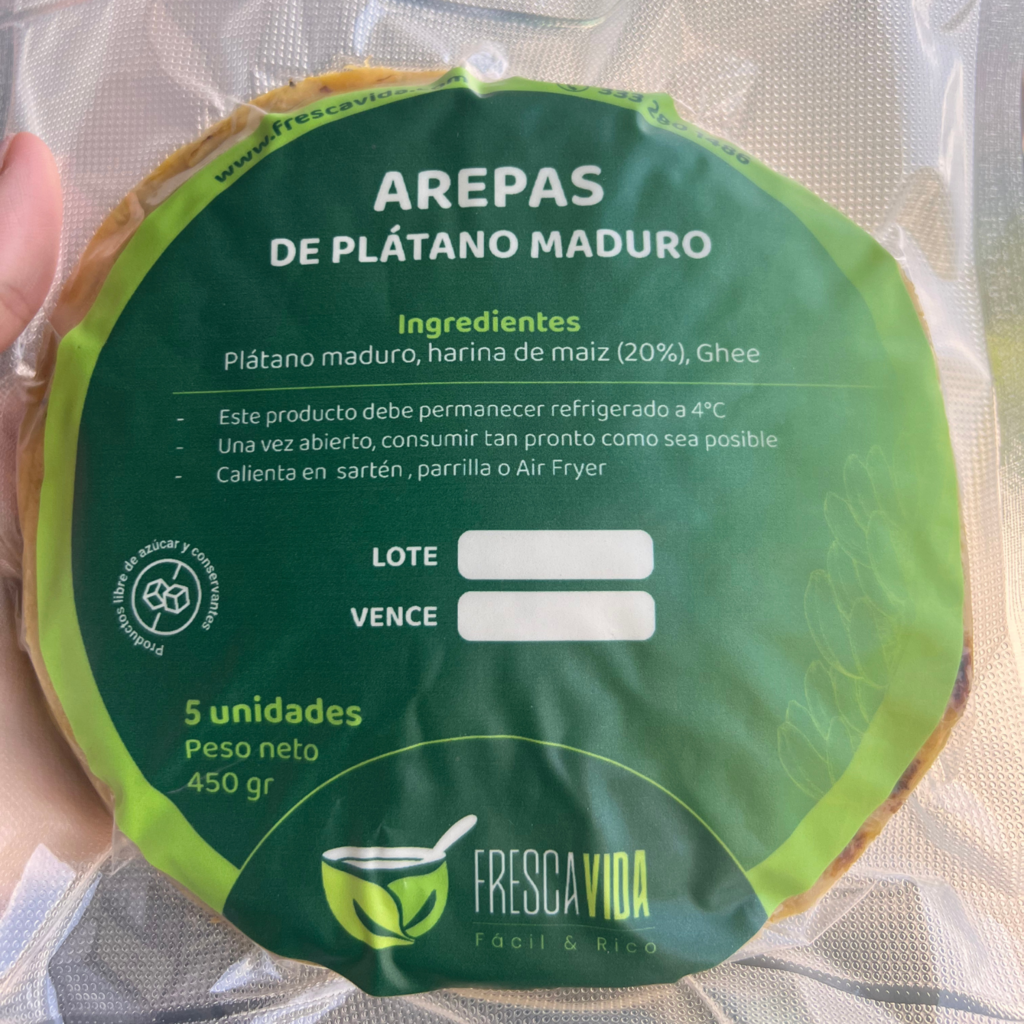 www.frescavida.com
AREPAS
DE PLÁTANO MADURO
Ingredientes
Plátano maduro, harina de maiz (20%), Ghee
- Este producto debe permanecer refrigerado a 4°C
- Una vez abierto, consumir tan pronto como sea posible
- Calienta en sartén , parrilla o Air Fryer
Productos libre de azúcar y conservantes
LOTE
VENCE
5 unidades
Peso neto
450 gr
FRESCAVIDA
Fácil & Rico